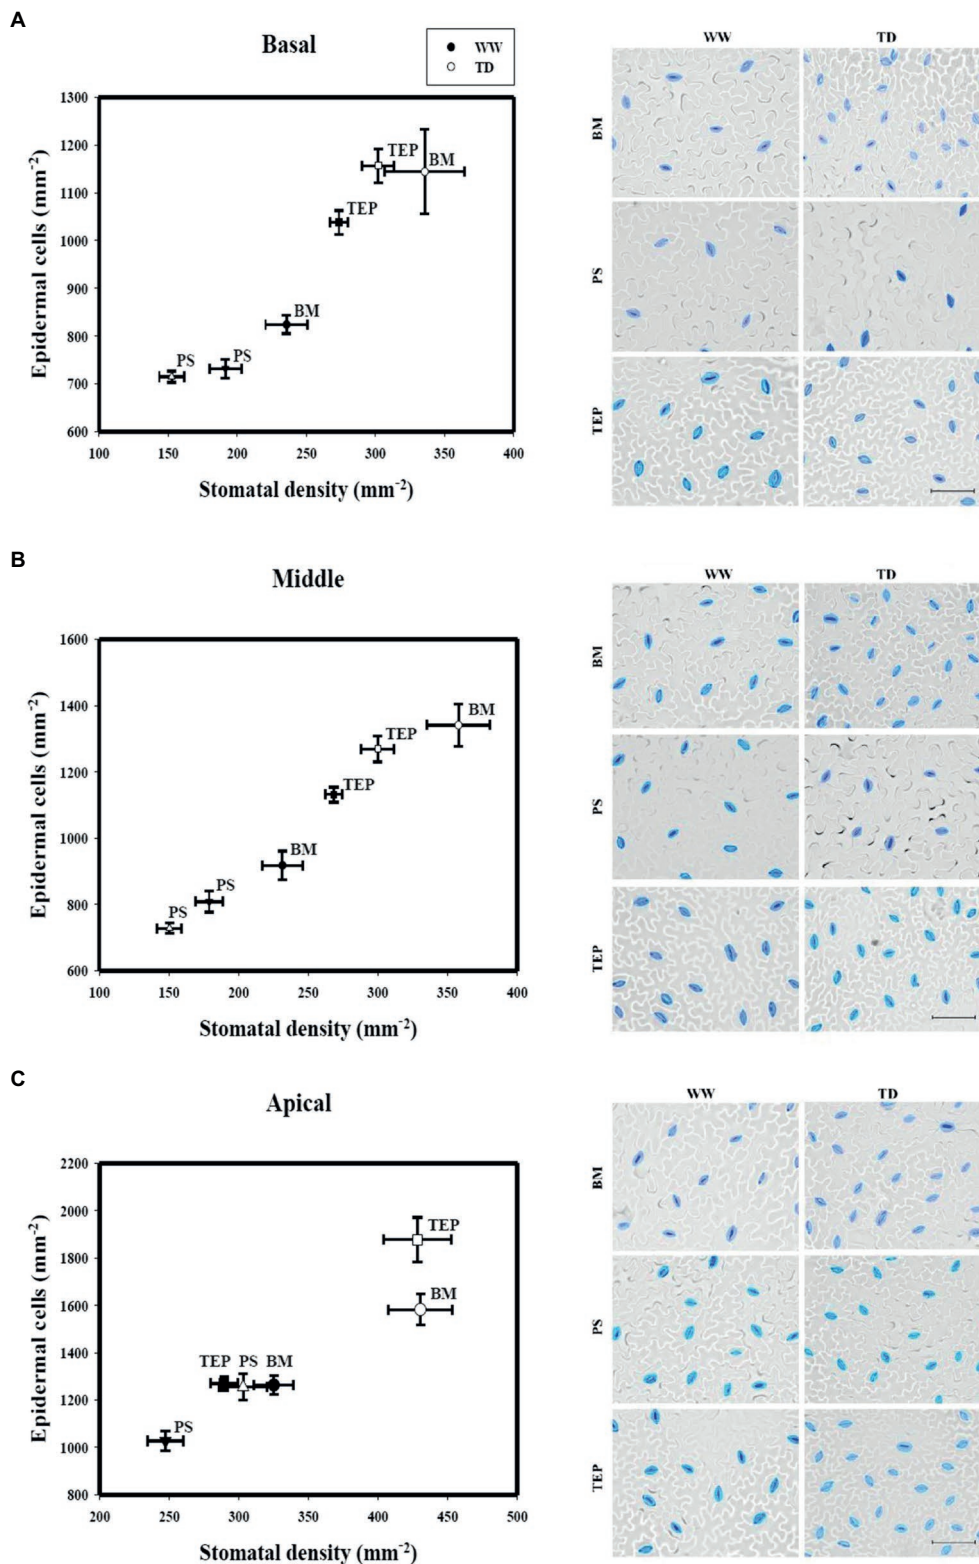 A
Basal
WW
TD
WW TD
1300
1200
1100
1000
900
800
700
600
Epidermal cells (mm-2)
TEP
BM
TEP
BM
PS
PS
100 150 200 250 300 350 400
Stomatal density (mm-2)
BM
PS
TEP
B
Middle
WW TD
1600
1400
1200
1000
800
600
Epidermal cells (mm-2)
BM
TEP
TEP
BM
PS
PS
100 150 200 250 300 350 400
Stomatal density (mm-2)
BM
PS
TEP
C
Apical
WW TD
2200
2000
1800
1600
1400
1200
1000
800
Epidermal cells (mm-2)
TEP
BM
TEP PS BM
PS
200 250 300 350 400 450 500
Stomatal density (mm-2)
BM
PS
TEP